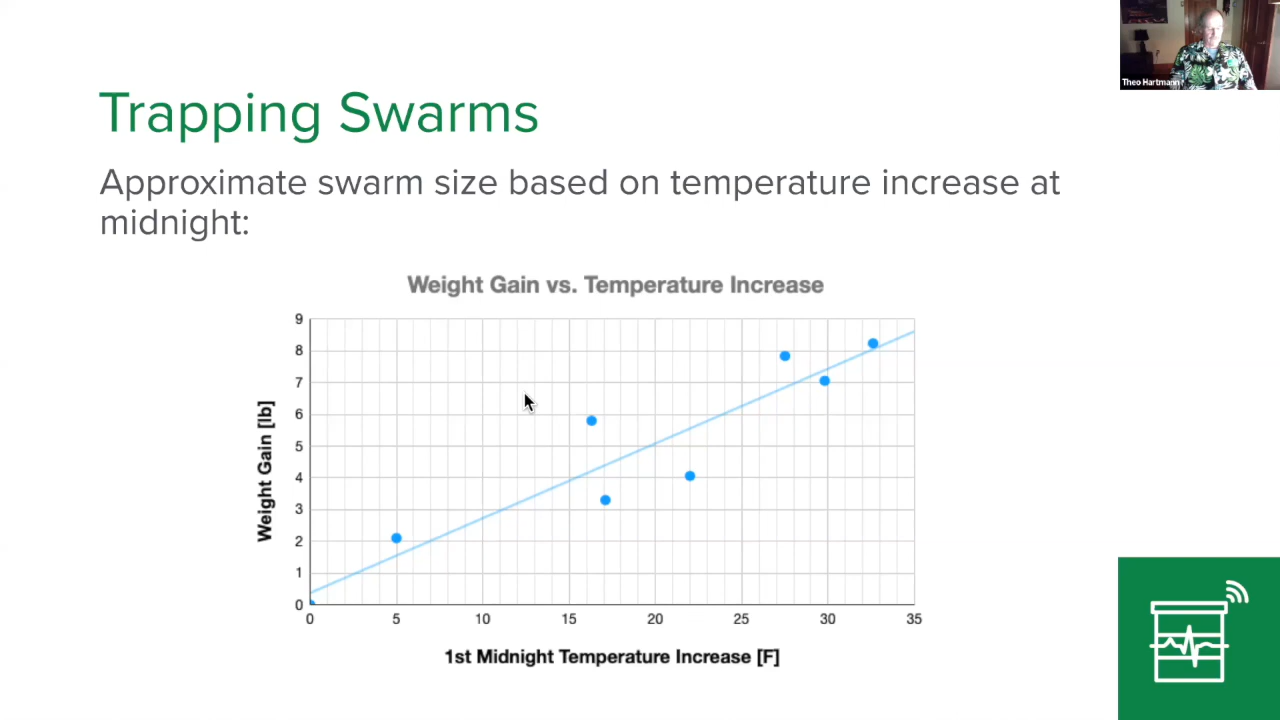 Theo Hartmann
Trapping Swarms
Approximate swarm size based on temperature increase at
midnight:
Weight Gain vs. Temperature Increase
Weight Gain [lb]
9
8
7
6
5
4
3
2
1
0
0 5 10 15 20 25 30 35
1st Midnight Temperature Increase [F]